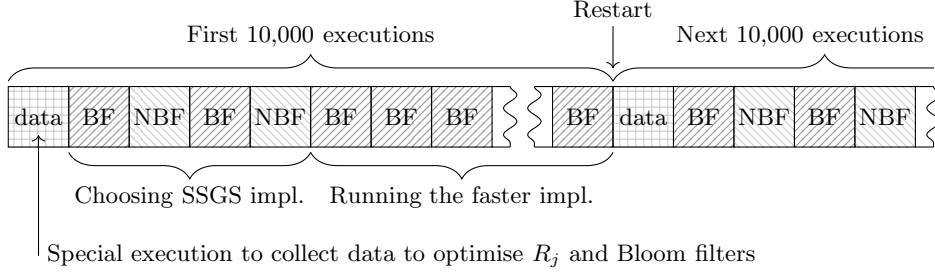 Restart
First 10,000 executions
Next 10,000 executions
data BF NBF BF NBF BF BF BF BF data BF NBF BF NBF
Choosing SSGS impl.
Running the faster impl.
Special execution to collect data to optimise R_j and Bloom filters